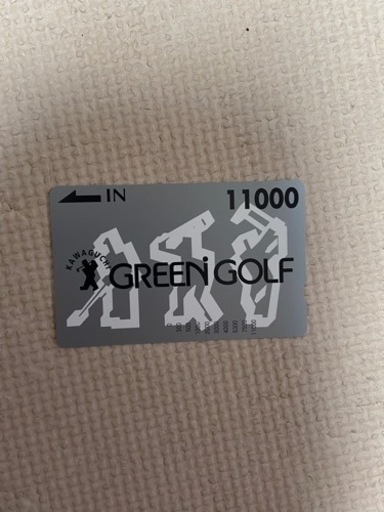 IN
11000
KAWAGUCHI
GREEN GOLF